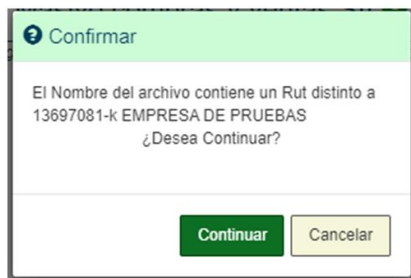 Confirmar
El Nombre del archivo contiene un Rut distinto a
13697081-k EMPRESA DE PRUEBAS
¿Desea Continuar?
Continuar
Cancelar